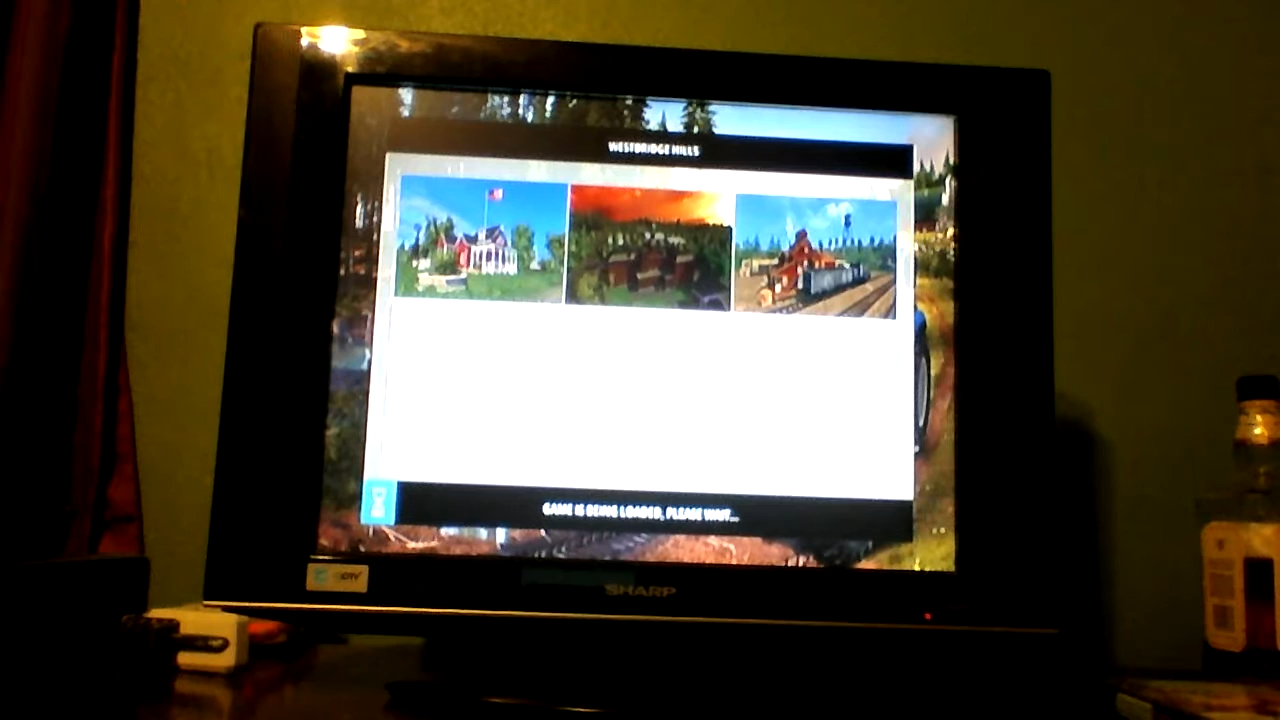 WESTBRIDGE HILLS
GAME IS BEING LOADED, PLEASE WAIT...
SHARP